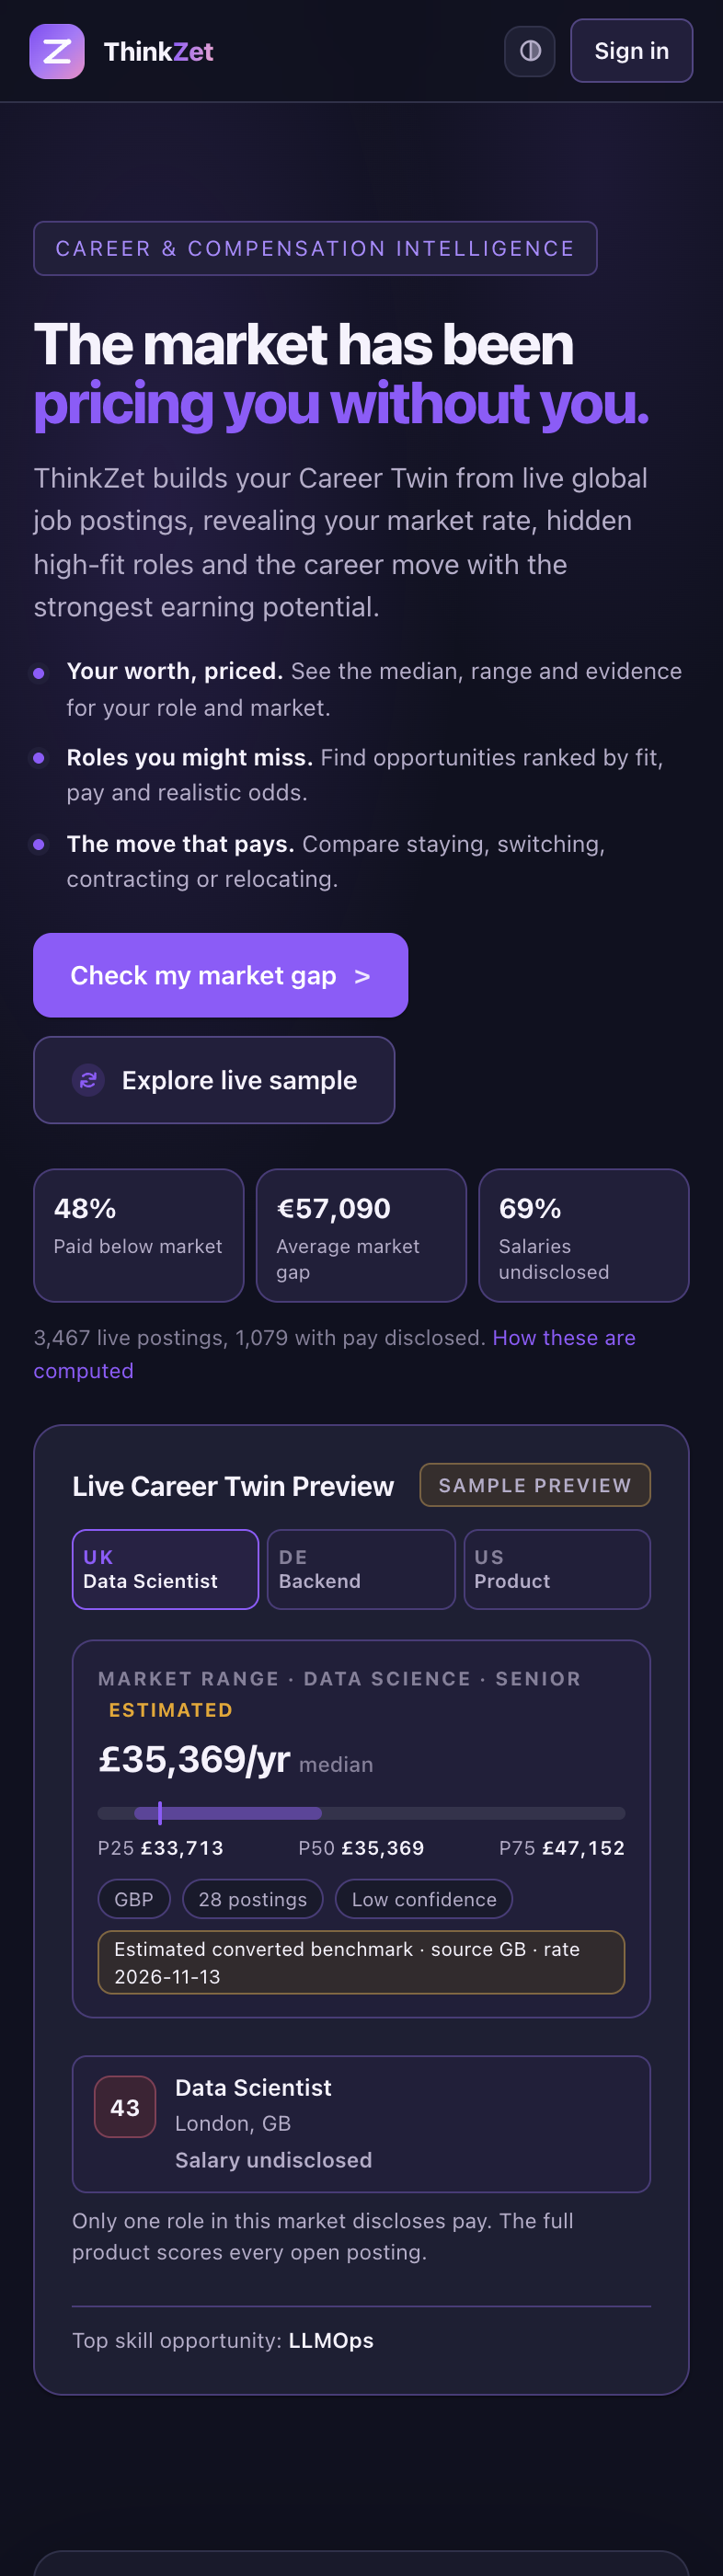 ThinkZet
Sign in
CAREER & COMPENSATION INTELLIGENCE
The market has been
pricing you without you.
ThinkZet builds your Career Twin from live global
job postings, revealing your market rate, hidden
high-fit roles and the career move with the
strongest earning potential.
Your worth, priced. See the median, range and evidence
for your role and market.
Roles you might miss. Find opportunities ranked by fit,
pay and realistic odds.
The move that pays. Compare staying, switching,
contracting or relocating.
Check my market gap >
Explore live sample
48%
Paid below market
€57,090
Average market
gap
69%
Salaries
undisclosed
3,467 live postings, 1,079 with pay disclosed. How these are
computed
Live Career Twin Preview
SAMPLE PREVIEW
UK
Data Scientist
DE
Backend
US
Product
MARKET RANGE · DATA SCIENCE · SENIOR
ESTIMATED
£35,369/yr median
P25 £33,713
P50 £35,369
P75 £47,152
GBP
28 postings
Low confidence
Estimated converted benchmark · source GB · rate
2026-11-13
43
Data Scientist
London, GB
Salary undisclosed
Only one role in this market discloses pay. The full
product scores every open posting.
Top skill opportunity: LLMOps